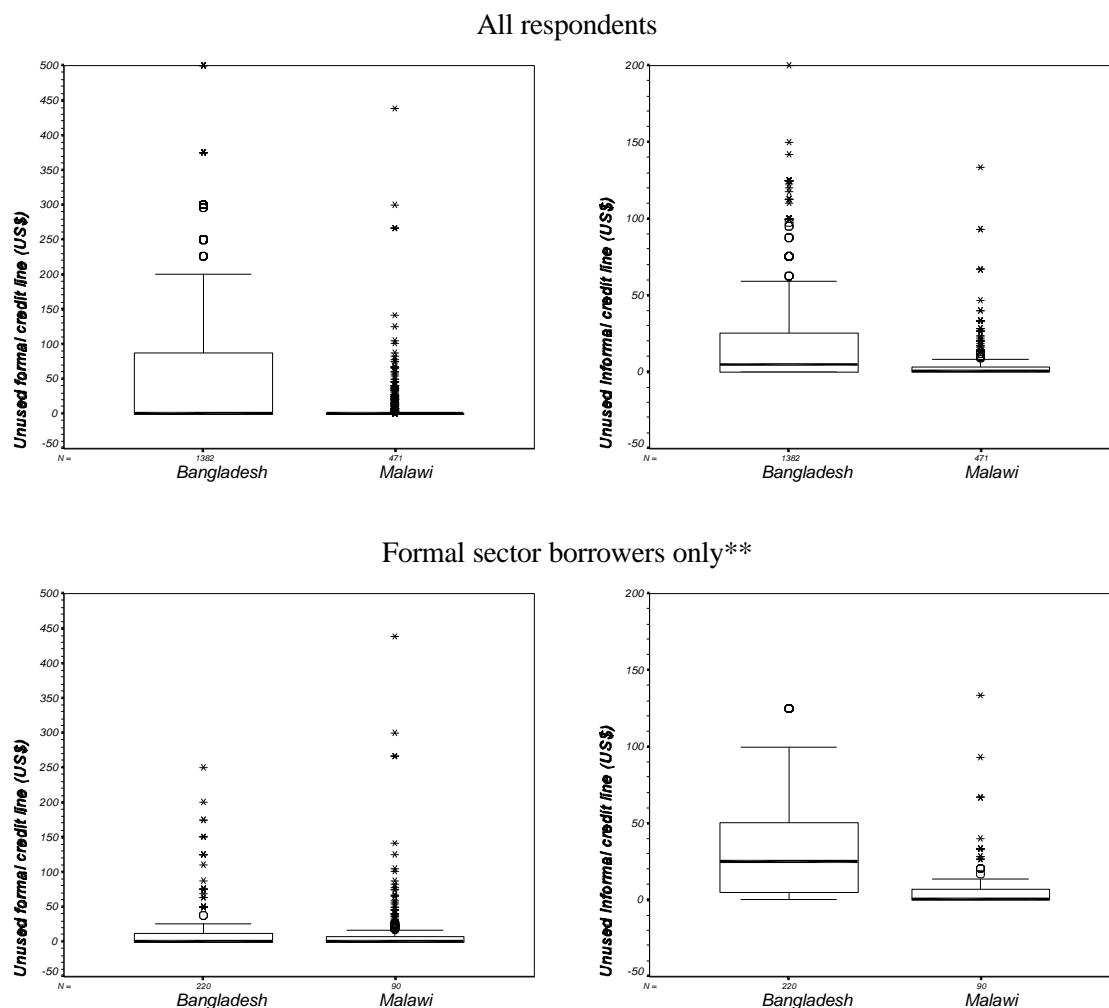 All respondents
Unused formal credit line (US$)
500
450
400
350
300
250
200
150
100
50
0
-50
N =
1382
471
Bangladesh
Malawi
Unused Informal credit line (US$)
200
150
100
50
0
-50
N =
1382
471
Bangladesh
Malawi
Formal sector borrowers only**
Unused formal credit line (US$)
500
450
400
350
300
250
200
150
100
50
0
-50
N =
220
90
Bangladesh
Malawi
Unused Informal credit line (US$)
200
150
100
50
0
-50
N =
220
90
Bangladesh
Malawi